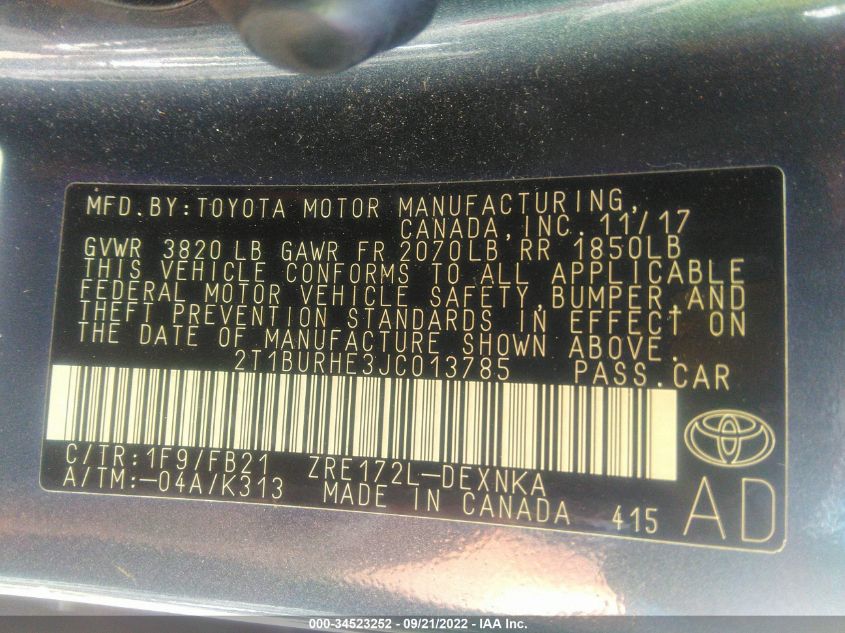 MFD.BY:TOYOTA MOTOR MANUFACTURING,
CANADA,INC. 11/17
GVWR 3820 LB GAWR FR 2070LB RR 1850LB
THIS VEHICLE CONFORMS TO ALL APPLICABLE
FEDERAL MOTOR VEHICLE SAFETY,BUMPER,AND
THEFT PREVENTION STANDARDS IN EFFECT ON
THE DATE OF MANUFACTURE SHOWN ABOVE.
2T1BURHE3JC013785 PASS.CAR
C/TR:1F9/FB21 ZRE172L-DEXNKA
A/TM:-04A/K313 MADE IN CANADA 415 AD
000-34523252 - 09/21/2022 - IAA Inc.